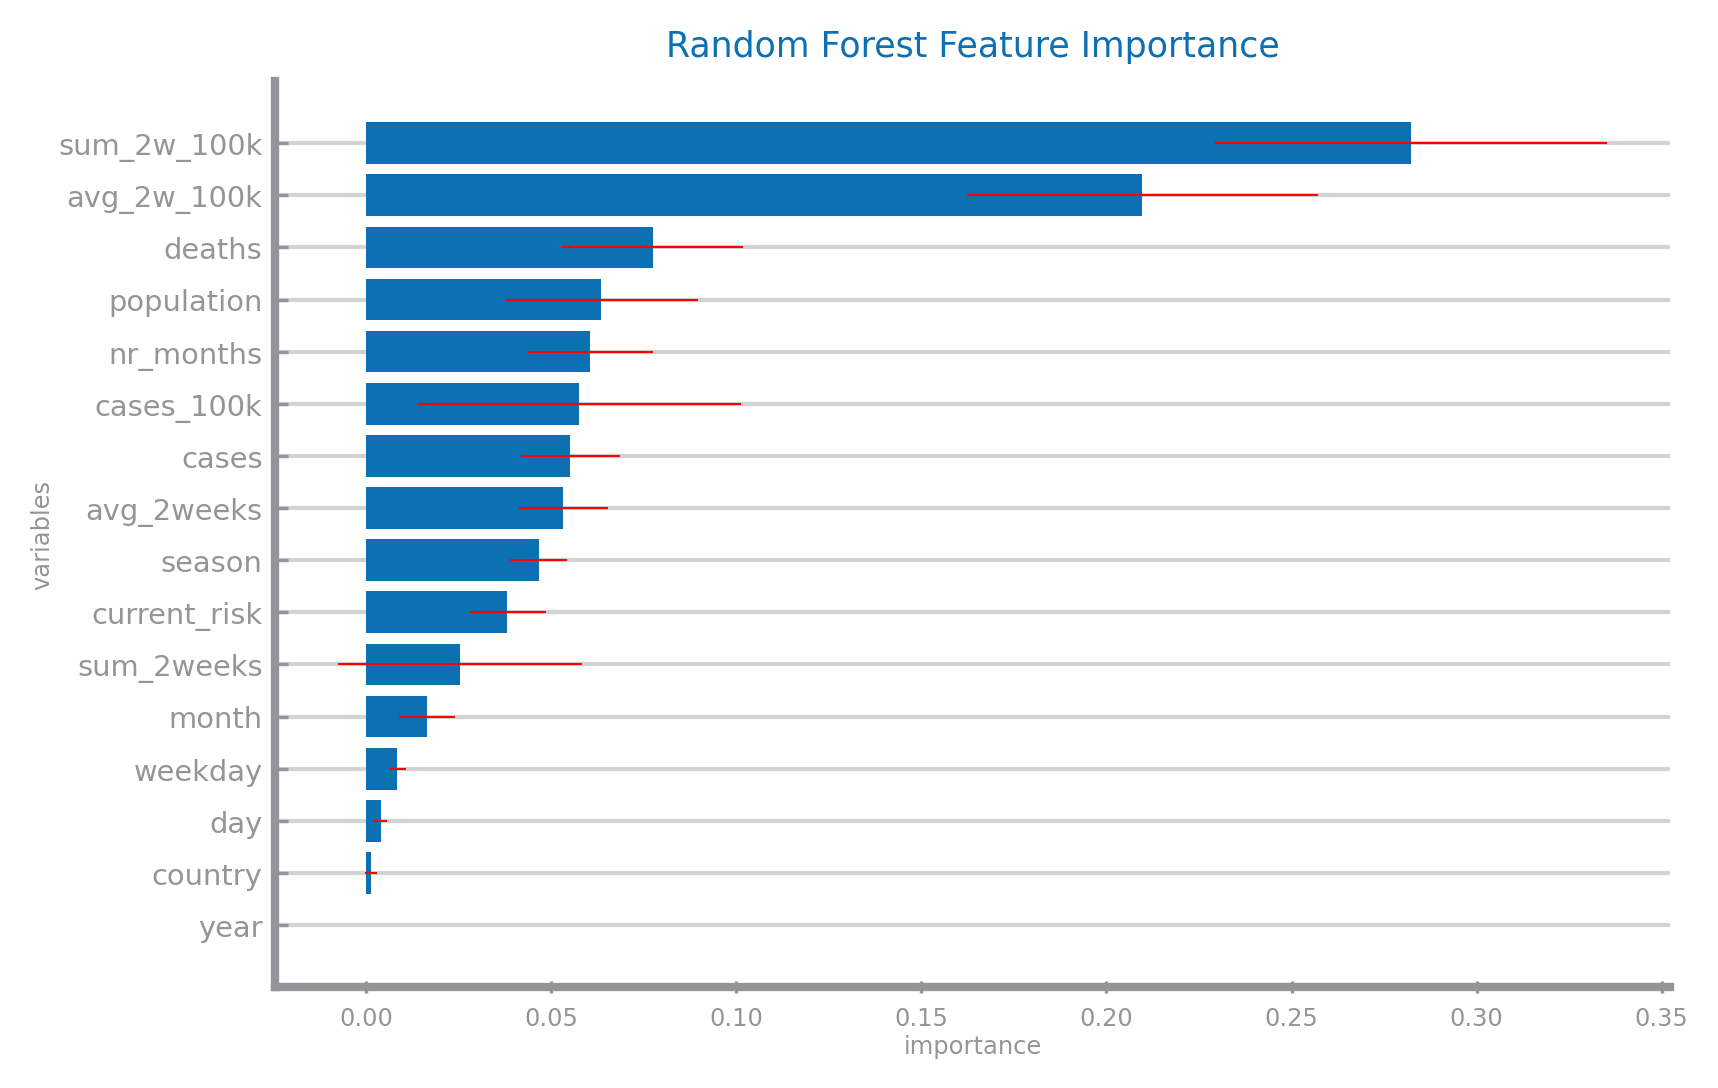 Random Forest Feature Importance
sum_2w_100k
avg_2w_100k
deaths
population
nr_months
cases_100k
cases
avg_2weeks
season
current_risk
sum_2weeks
month
weekday
day
country
year
variables
0.00 0.05 0.10 0.15 0.20 0.25 0.30 0.35
importance